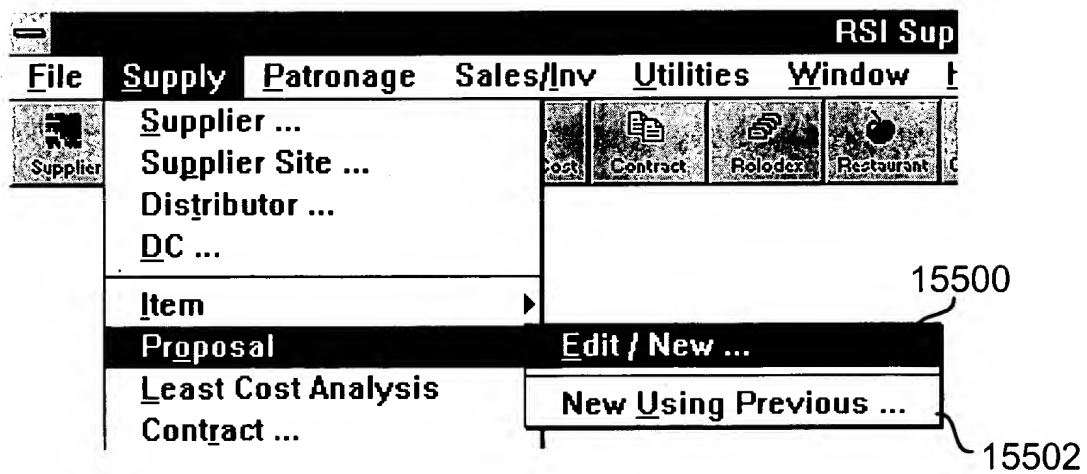 RSI Sup
File Supply Patronage Sales/Inv Utilities Window H
Supplier Cost Contract Rolodex Restaurant
Supplier ...
Supplier Site ...
Distributor ...
DC ...
Item
Proposal
Least Cost Analysis
Contract ...
15500
Edit / New ...
New Using Previous ...
15502